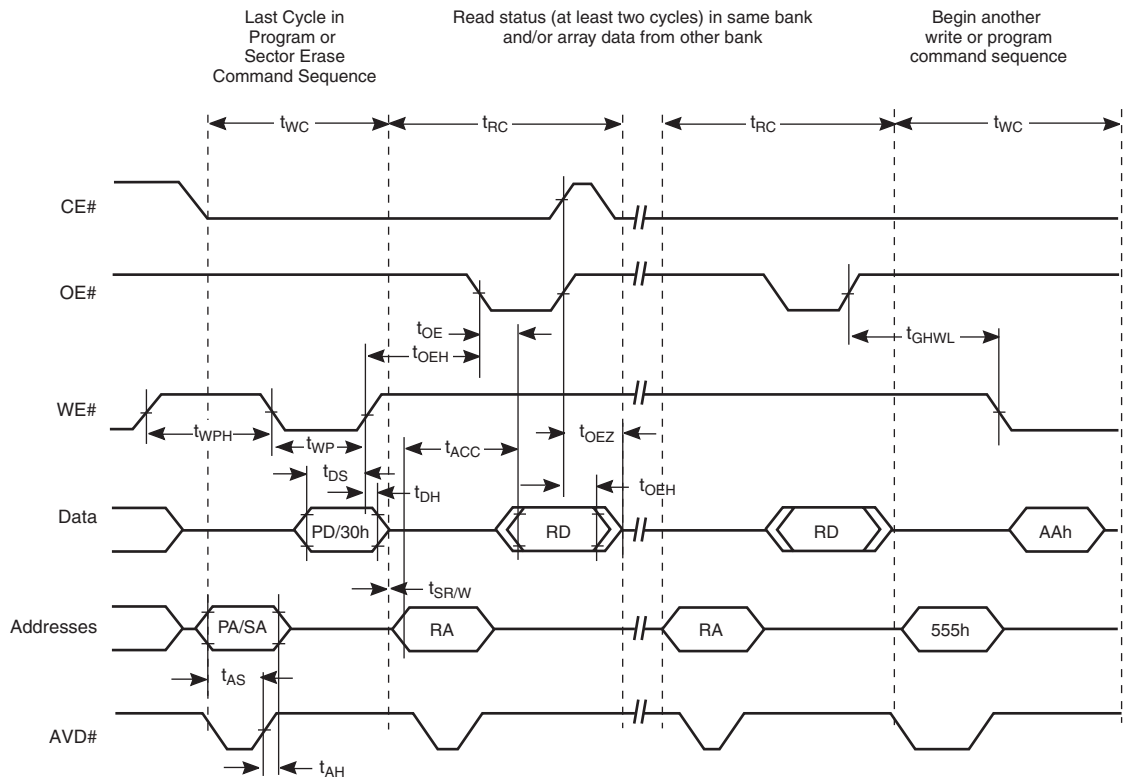 Last Cycle in
Program or
Sector Erase
Command Sequence
Read status (at least two cycles) in same bank
and/or array data from other bank
Begin another
write or program
command sequence
tWC
tRC
tRC
tWC
CE#
OE#
tOE
tOEH
tGHWL
WE#
tWPH
tWP
tACC
tOEZ
tDS
tDH
tOEH
Data
PD/30h
RD
RD
AAh
tSR/W
Addresses
PA/SA
RA
RA
555h
tAS
AVD#
tAH